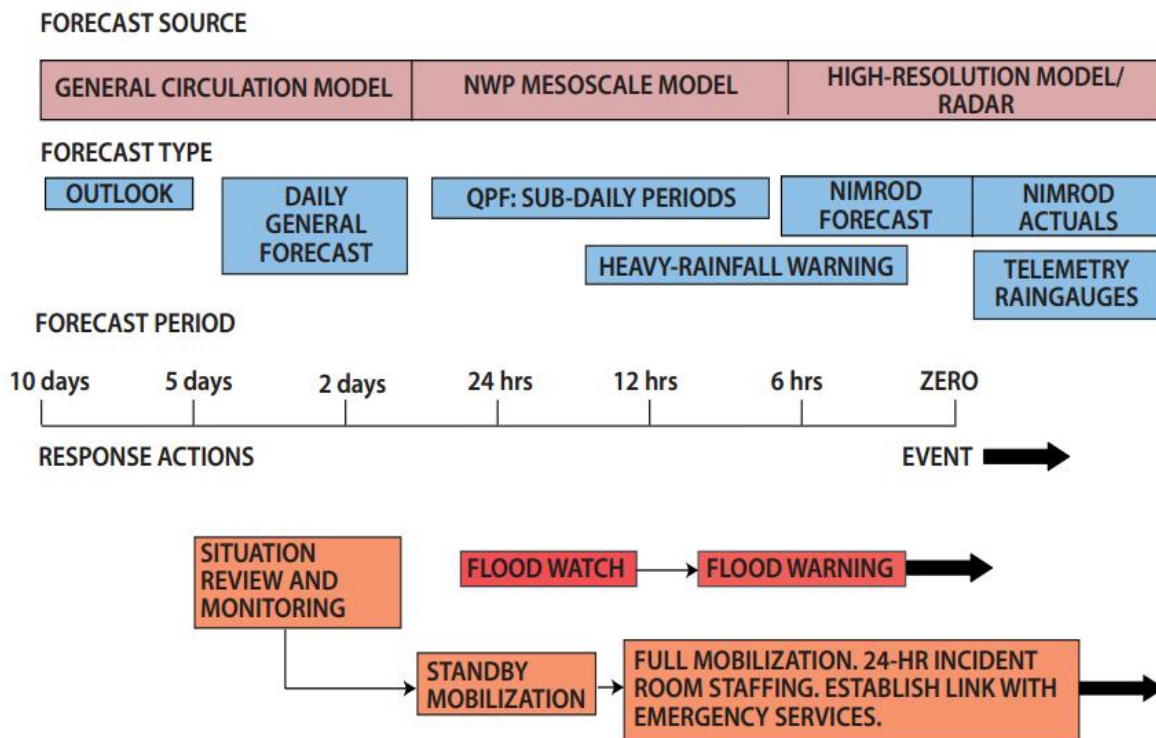 FORECAST SOURCE
GENERAL CIRCULATION MODEL
NWP MESOSCALE MODEL
HIGH-RESOLUTION MODEL/
RADAR
FORECAST TYPE
OUTLOOK
DAILY
GENERAL
FORECAST
QPF: SUB-DAILY PERIODS
NIMROD
FORECAST
NIMROD
ACTUALS
HEAVY-RAINFALL WARNING
TELEMETRY
RAINGAUGES
FORECAST PERIOD
10 days
5 days
2 days
24 hrs
12 hrs
6 hrs
ZERO
RESPONSE ACTIONS
EVENT
SITUATION
REVIEW AND
MONITORING
FLOOD WATCH
FLOOD WARNING
STANDBY
MOBILIZATION
FULL MOBILIZATION. 24-HR INCIDENT
ROOM STAFFING. ESTABLISH LINK WITH
EMERGENCY SERVICES.